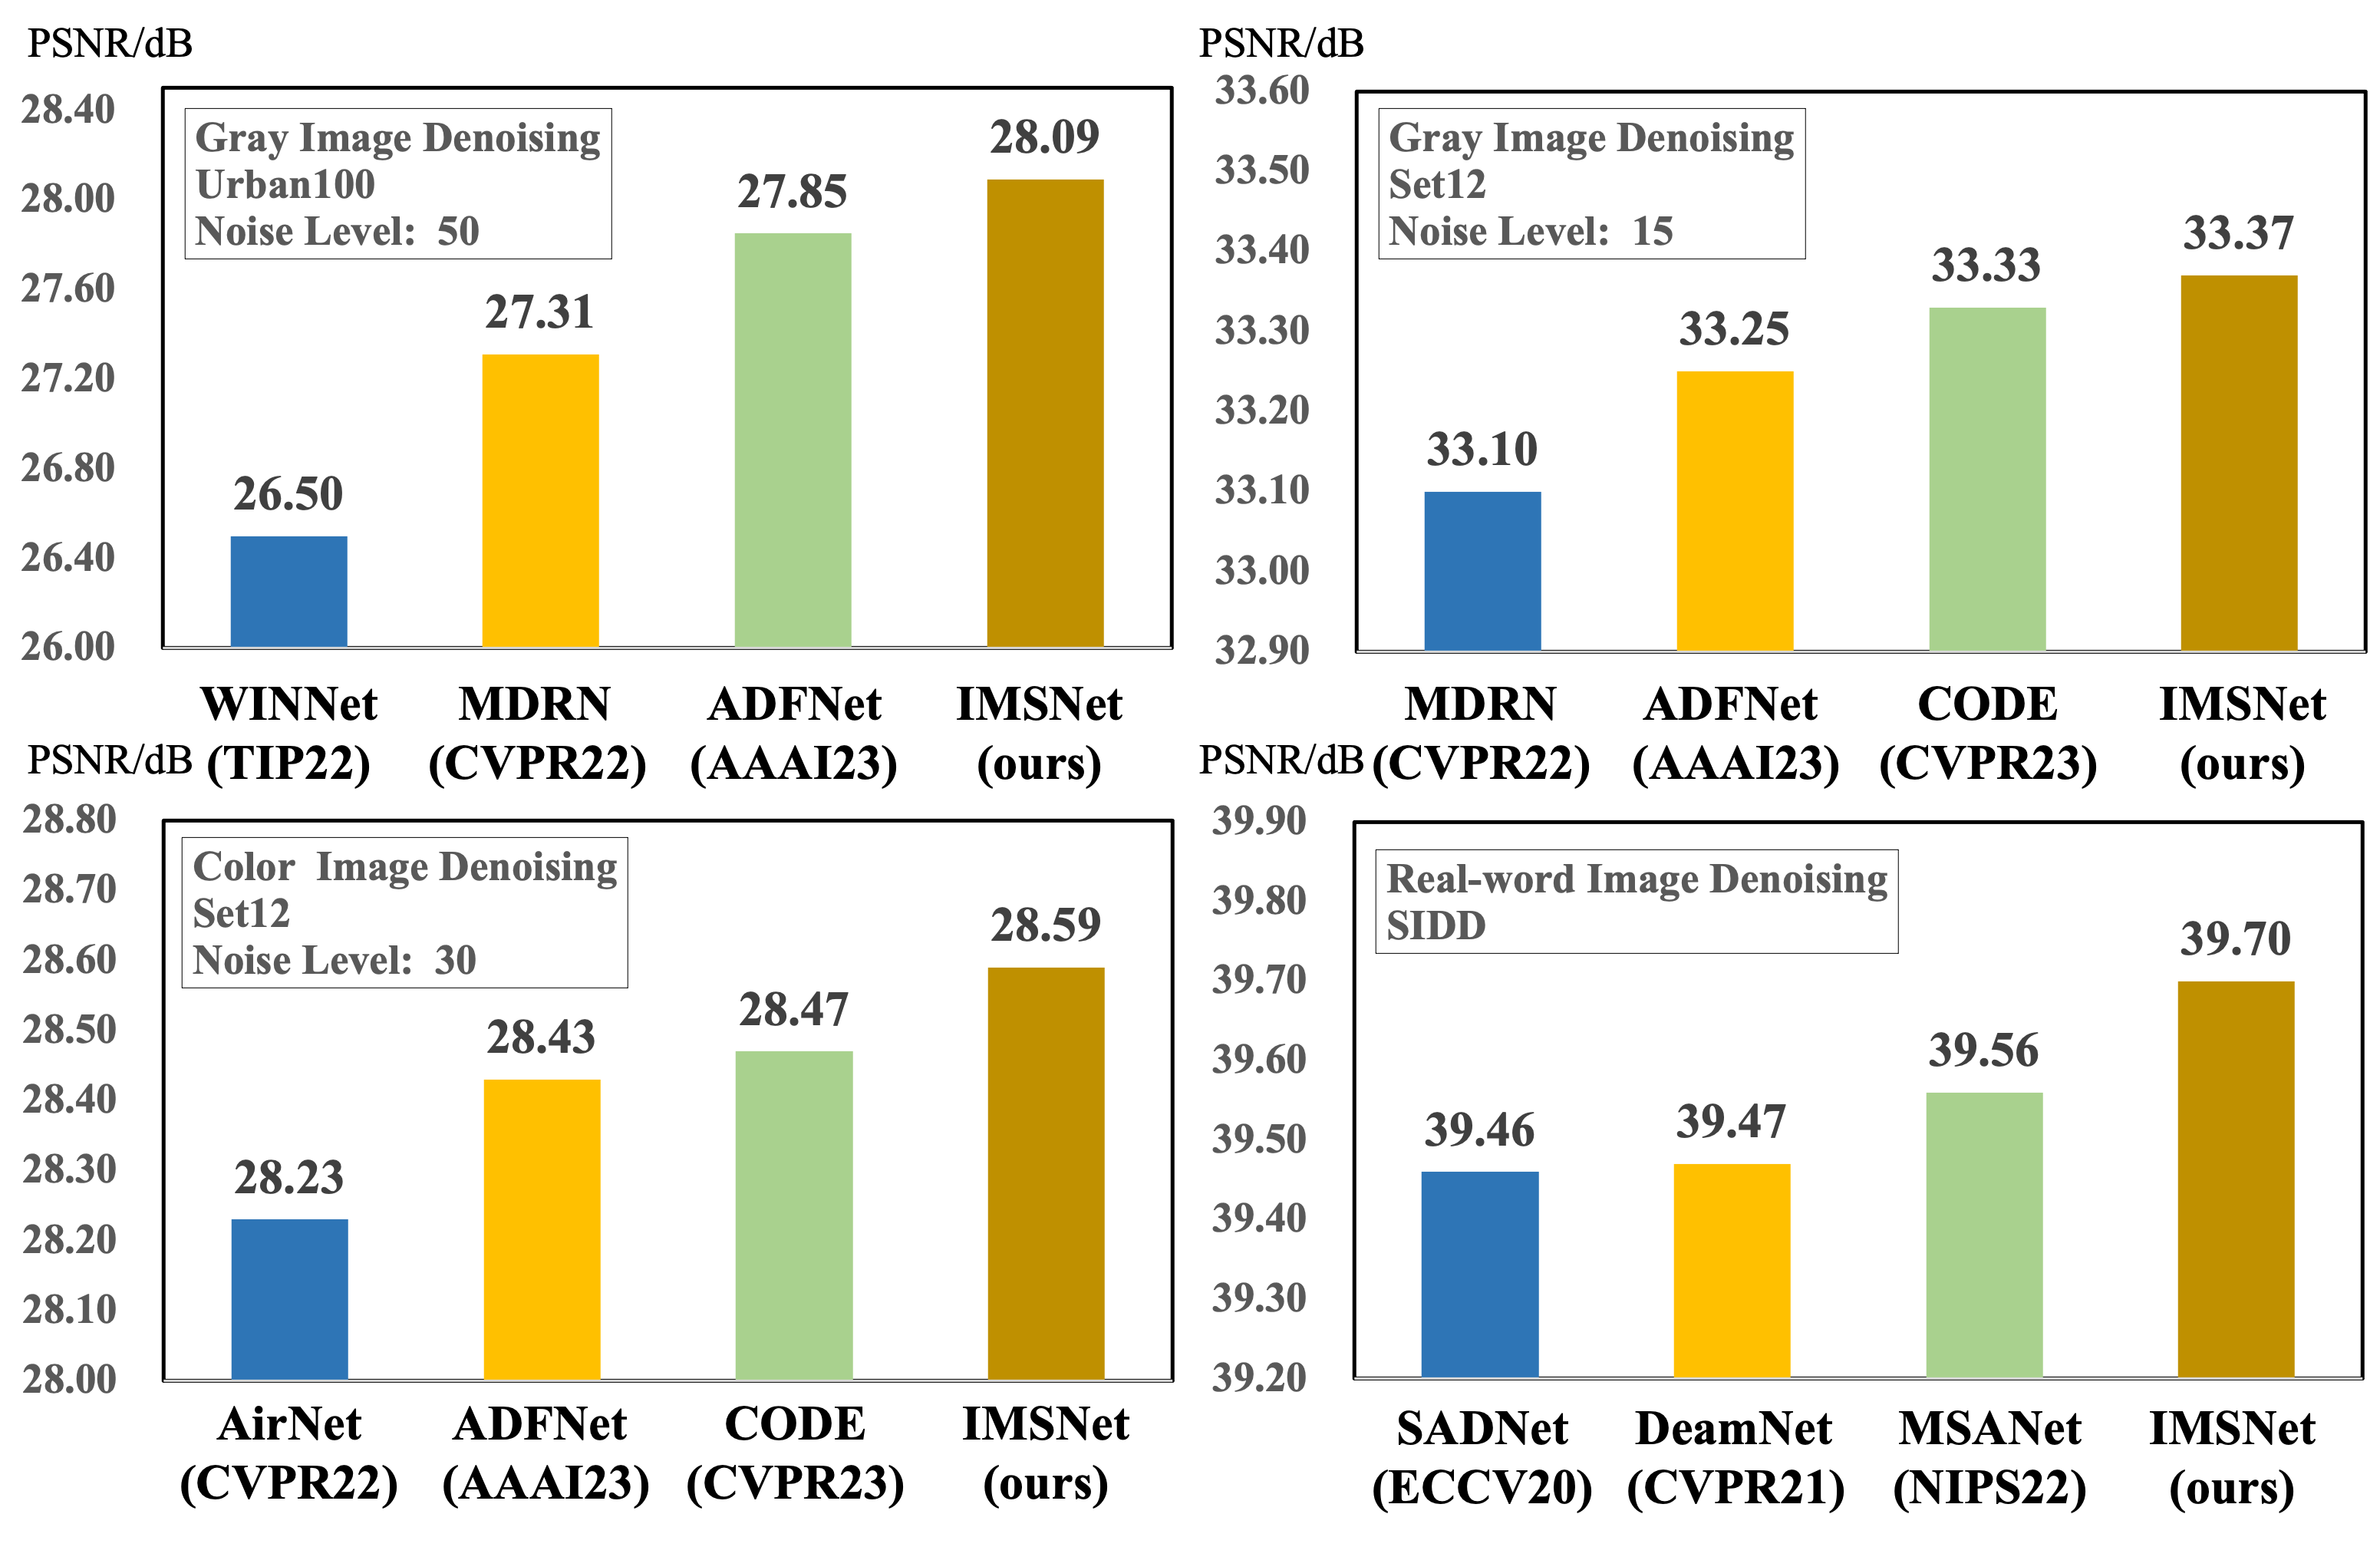 PSNR/dB
28.40
28.00
27.60
27.20
26.80
26.40
26.00
Gray Image Denoising
Urban100
Noise Level: 50
26.50
27.31
27.85
28.09
WINNet
(TIP22)
MDRN
(CVPR22)
ADFNet
(AAAI23)
IMSNet
(ours)
PSNR/dB
33.60
33.50
33.40
33.30
33.20
33.10
33.00
32.90
Gray Image Denoising
Set12
Noise Level: 15
33.10
33.25
33.33
33.37
MDRN
(CVPR22)
ADFNet
(AAAI23)
CODE
(CVPR23)
IMSNet
(ours)
PSNR/dB
28.80
28.70
28.60
28.50
28.40
28.30
28.20
28.10
28.00
Color Image Denoising
Set12
Noise Level: 30
28.23
28.43
28.47
28.59
AirNet
(CVPR22)
ADFNet
(AAAI23)
CODE
(CVPR23)
IMSNet
(ours)
PSNR/dB
39.90
39.80
39.70
39.60
39.50
39.40
39.30
39.20
Real-word Image Denoising
SIDD
39.46
39.47
39.56
39.70
SADNet
(ECCV20)
DeamNet
(CVPR21)
MSANet
(NIPS22)
IMSNet
(ours)